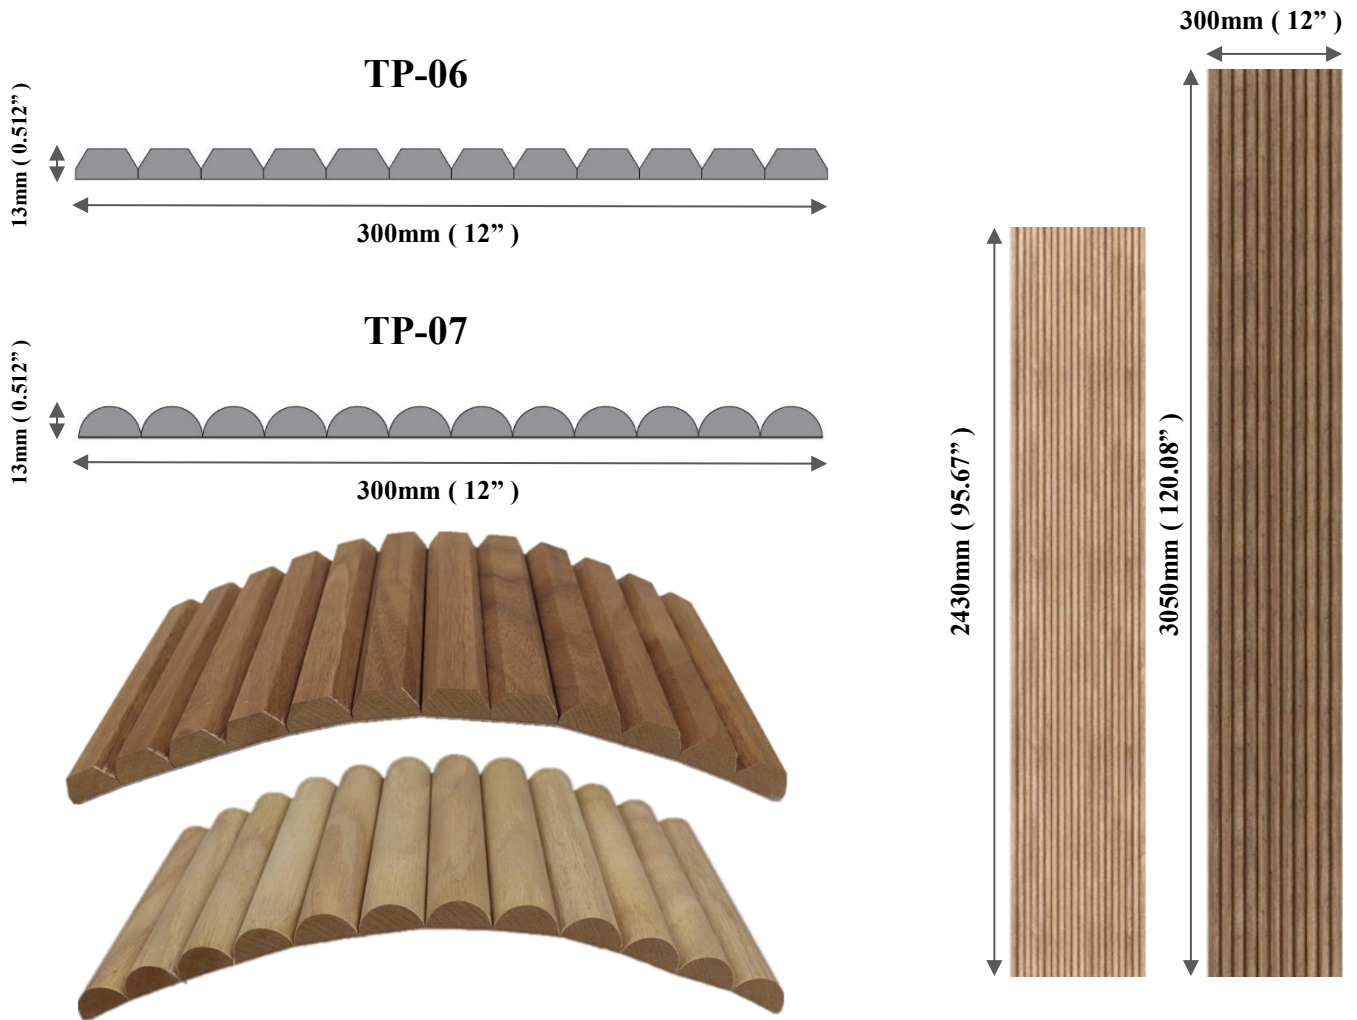 300mm ( 12” )
TP-06
13mm ( 0.512” )
300mm ( 12” )
TP-07
13mm ( 0.512” )
300mm ( 12” )
2430mm ( 95.67” )
3050mm ( 120.08” )